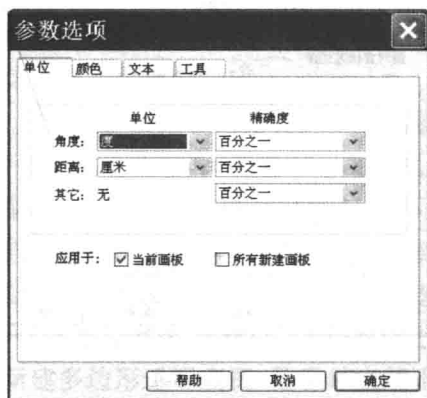 参数选项
单位 颜色 文本 工具
单位 精确度
角度: 度 百分之一
距离: 厘米 百分之一
其它: 无 百分之一
应用于: 当前画板 所有新建画板
帮助 取消 确定